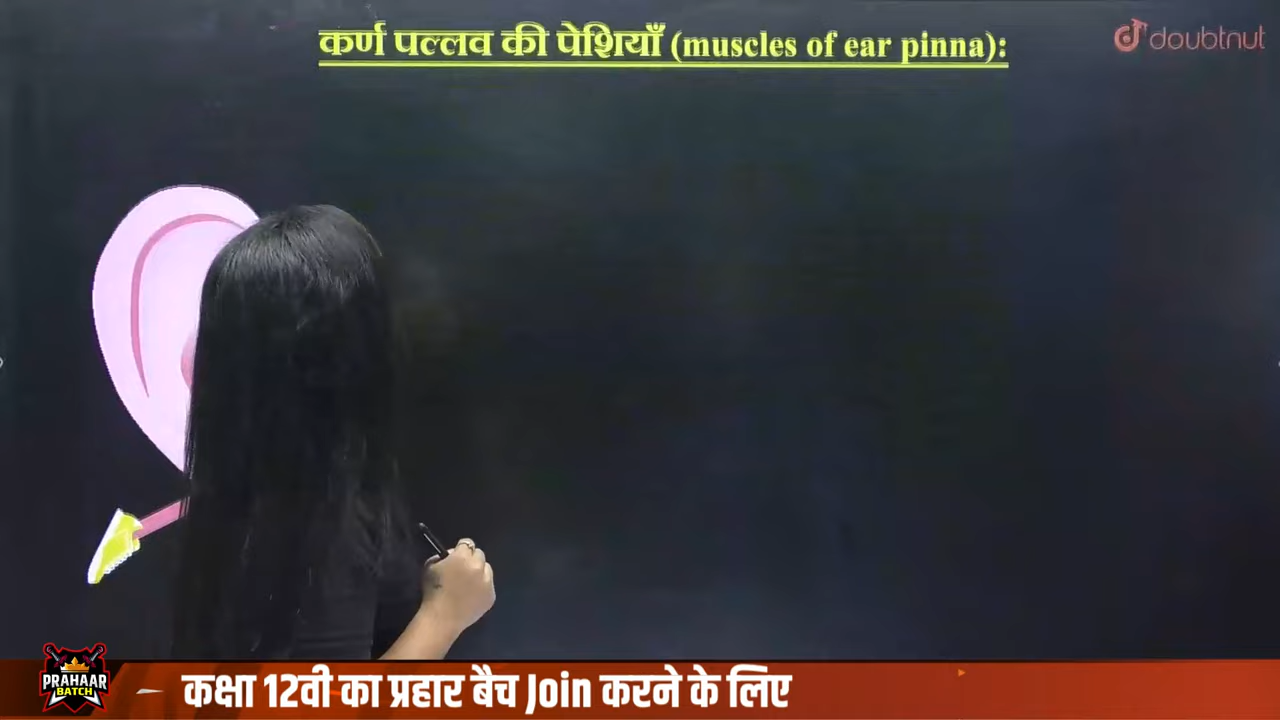 कर्ण पल्लव की पेशियाँ (muscles of ear pinna):
doubtnut
PRAHAAR
BATCH
कक्षा 12वी का प्रहार बैच Join करने के लिए